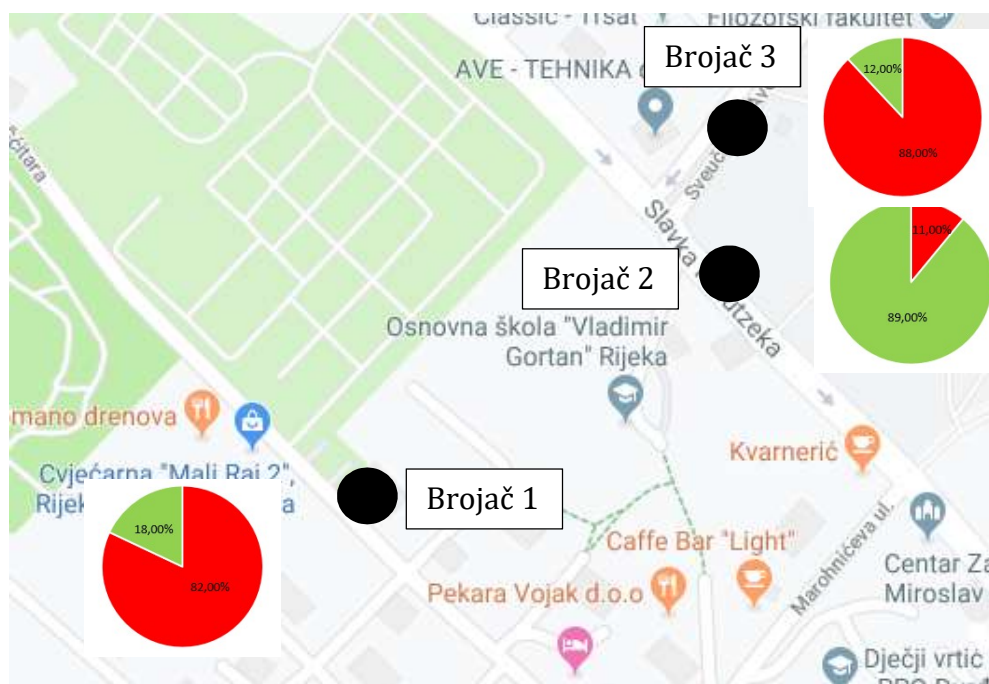 Classic - Trsat
Filozofski fakultet
Brojač 3
AVE - TEHNIKA
12,00%
88,00%
Sveuč
Slavka
utzeka
Brojač 2
11,00%
89,00%
Osnovna škola "Vladimir
Gortan" Rijeka
mano drenova
Kvarnerić
Cvjećarna "Mali Raj 2",
Rijek
a
Brojač 1
18,00%
82,00%
Caffe Bar "Light"
Marohnićeva ul.
Centar Za
Miroslav
Pekara Vojak d.o.o
Dječji vrtić